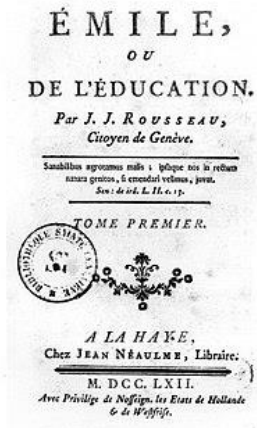 ÉMILE,
OU
DE L'ÉDUCATION.
Par J. J. ROUSSEAU,
Citoyen de Genève.
Sanabilibus ægrotamus malis ; ipsaque nos in rectum
natura genitos, si emendari velimus, juvat.
Sen : de irâ. L. II. c. 13.
TOME PREMIER.
A LA HAYE,
Chez JEAN NÉAULME, Libraire.
M. DCC. LXII.
Avec Privilége de Nosseign. les Etats de Hollande
& de Westfrise.